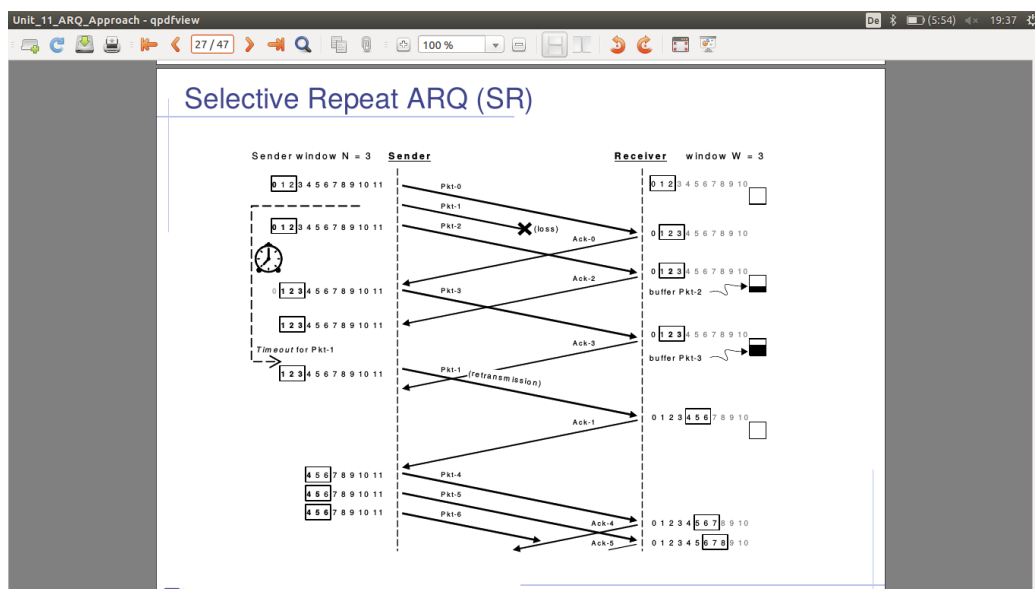 Unit_11_ARQ_Approach - qpdfview
De (5:54) 19:37
27 / 47
100 %
Selective Repeat ARQ (SR)
Sender window N = 3 Sender Receiver window W = 3
0 1 2 3 4 5 6 7 8 9 10 11 Pkt-0 0 1 2 3 4 5 6 7 8 9 10
Pkt-1
0 1 2 3 4 5 6 7 8 9 10 11 Pkt-2 (loss) Ack-0 0 1 2 3 4 5 6 7 8 9 10
Ack-2 0 1 2 3 4 5 6 7 8 9 10
0 1 2 3 4 5 6 7 8 9 10 11 Pkt-3 buffer Pkt-2
1 2 3 4 5 6 7 8 9 10 11 Ack-3 0 1 2 3 4 5 6 7 8 9 10
Timeout for Pkt-1 buffer Pkt-3
1 2 3 4 5 6 7 8 9 10 11 Pkt-1 (retransmission)
Ack-1 0 1 2 3 4 5 6 7 8 9 10
4 5 6 7 8 9 10 11 Pkt-4
4 5 6 7 8 9 10 11 Pkt-5
4 5 6 7 8 9 10 11 Pkt-6
Ack-4 0 1 2 3 4 5 6 7 8 9 10
Ack-5 0 1 2 3 4 5 6 7 8 9 10